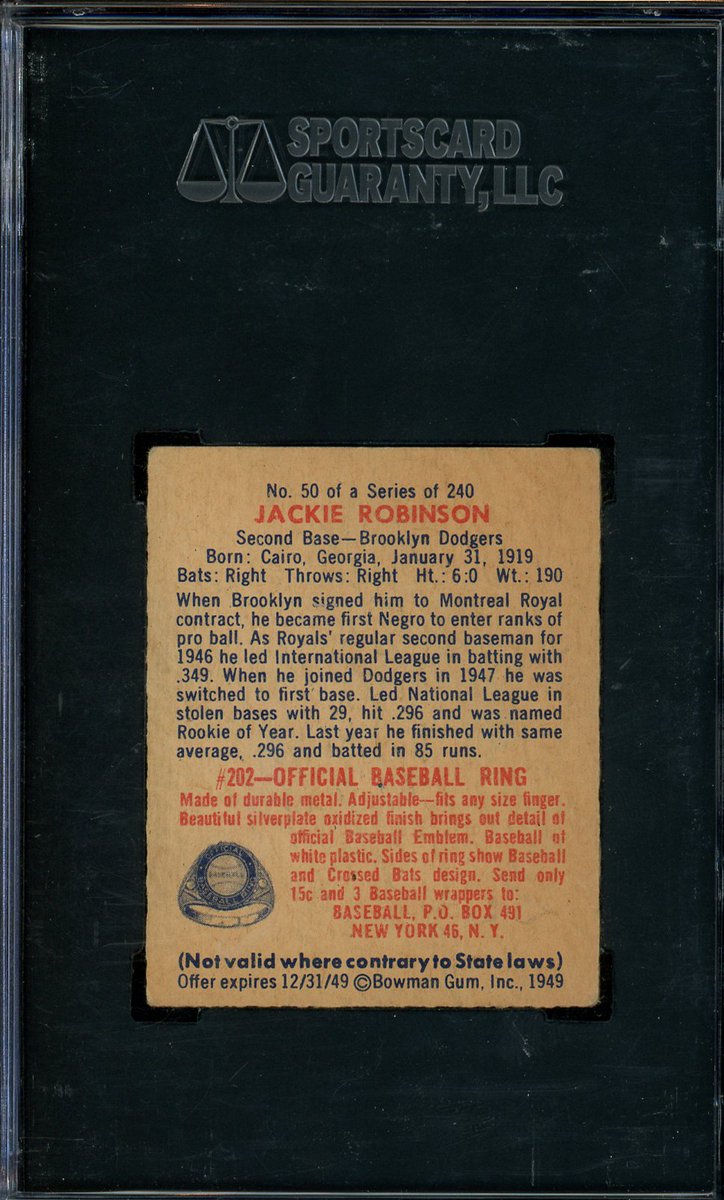 SPORTSCARD
GUARANTY, LLC
No. 50 of a Series of 240
JACKIE ROBINSON
Second Base—Brooklyn Dodgers
Born: Cairo, Georgia, January 31, 1919
Bats: Right Throws: Right Ht.: 6:0 Wt.: 190
When Brooklyn signed him to Montreal Royal
contract, he became first Negro to enter ranks of
pro ball. As Royals' regular second baseman for
1946 he led International League in batting with
.349. When he joined Dodgers in 1947 he was
switched to first base. Led National League in
stolen bases with 29, hit .296 and was named
Rookie of Year. Last year he finished with same
average, .296 and batted in 85 runs.
#202—OFFICIAL BASEBALL RING
Made of durable metal. Adjustable—fits any size finger.
Beautiful silverplate oxidized finish brings out detail of
official Baseball Emblem. Baseball of
white plastic. Sides of ring show Baseball
and Crossed Bats design. Send only
15c and 3 Baseball wrappers to:
BASEBALL, P.O. BOX 491
NEW YORK 46, N. Y.
OFFICIAL
BASEBALL
BASEBALL RING
(Not valid where contrary to State laws)
Offer expires 12/31/49 ©Bowman Gum, Inc., 1949